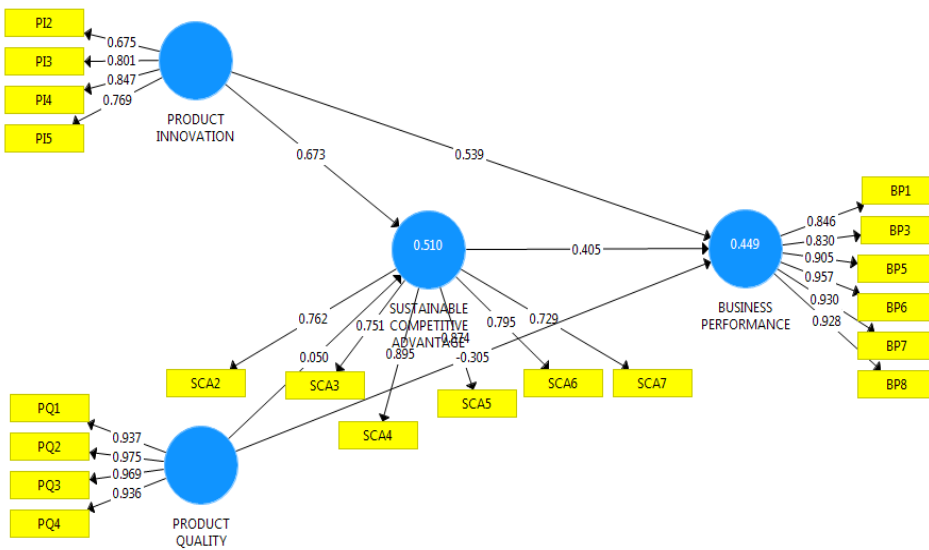 PI2
0.675
PI3
0.801
PI4
0.847
PI5
0.769
PRODUCT
INNOVATION
0.673
0.539
0.510
0.405
0.449
BP1
0.846
BP3
0.830
BP5
0.905
BP6
0.957
BP7
0.930
BP8
0.928
BUSINESS
PERFORMANCE
SUSTAINABLE
COMPETITIVE
ADVANTAGE
0.762
0.751
0.895
0.874
0.795
0.729
0.050
-0.305
SCA2
SCA3
SCA4
SCA5
SCA6
SCA7
PQ1
0.937
PQ2
0.975
PQ3
0.969
PQ4
0.936
PRODUCT
QUALITY